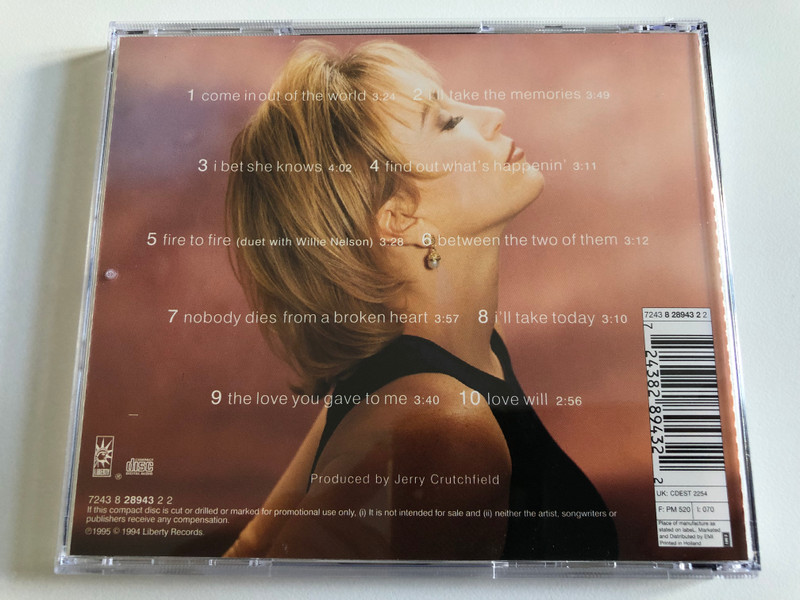 1 come in out of the world 3:24 2 i'll take the memories 3:49
3 i bet she knows 4:02 4 find out what's happenin' 3:11
5 fire to fire (duet with Willie Nelson) 3:28 6 between the two of them 3:12
7 nobody dies from a broken heart 3:57 8 i'll take today 3:10
9 the love you gave to me 3:40 10 love will 2:56
Produced by Jerry Crutchfield
LIBERTY
®
COMPACT
disc
DIGITAL AUDIO
7243 8 28943 2 2
If this compact disc is cut or drilled or marked for promotional use only, (i) It is not intended for sale and (ii) neither the artist, songwriters or
publishers receive any compensation.
℗1995 © 1994 Liberty Records.
7243 8 28943 2 2
7 24382 89432 2
UK: CDEST 2254
F: PM 520 I: 070
Place of manufacture as
stated on label. Marketed
and Distributed by EMI
Printed in Holland